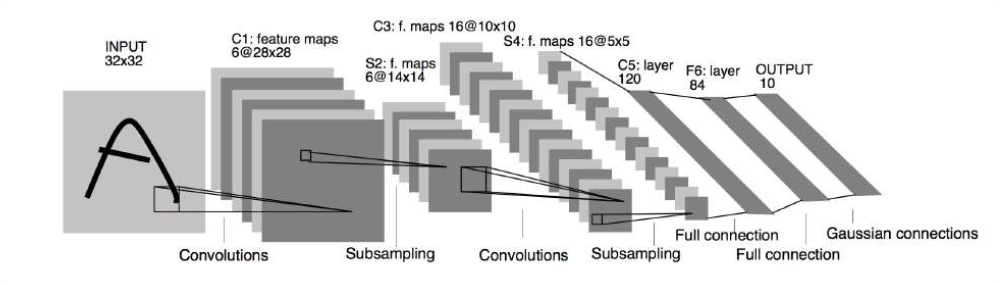 INPUT
32x32
C1: feature maps
6@28x28
S2: f. maps
6@14x14
C3: f. maps 16@10x10
S4: f. maps 16@5x5
C5: layer
120
F6: layer
84
OUTPUT
10
Convolutions
Subsampling
Convolutions
Subsampling
Full connection
Full connection
Gaussian connections